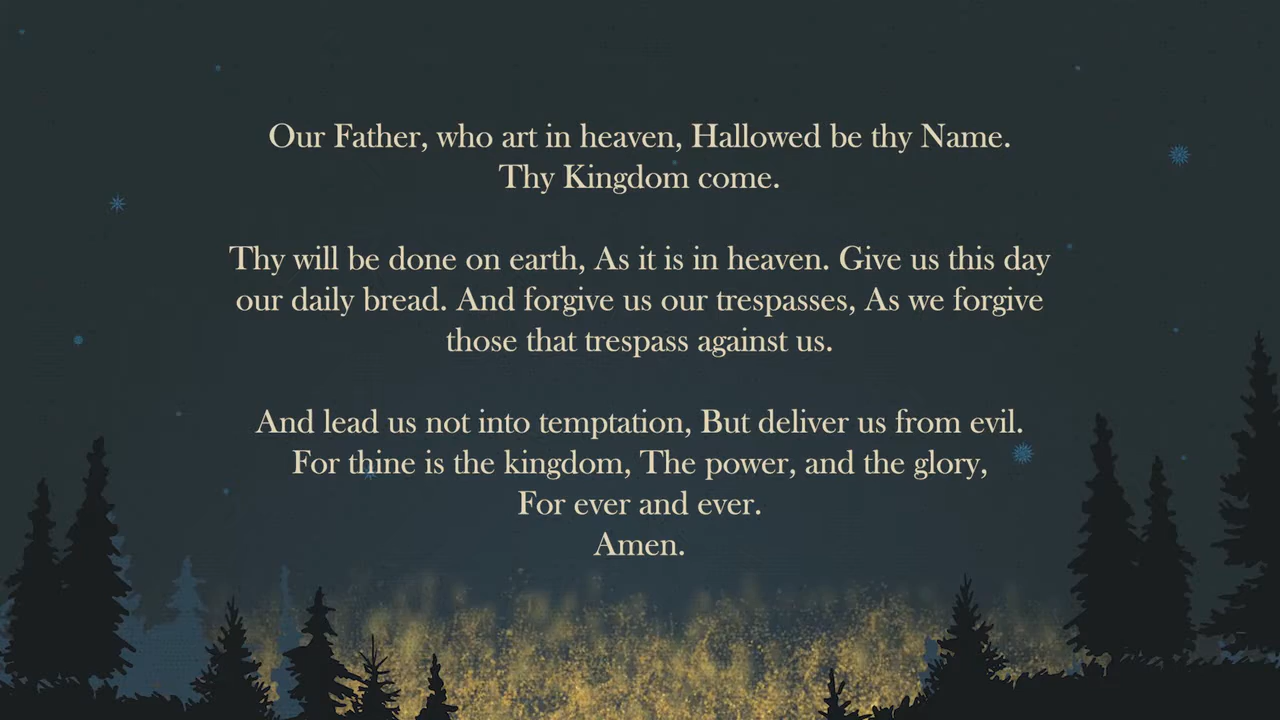 Our Father, who art in heaven, Hallowed be thy Name.
Thy Kingdom come.
Thy will be done on earth, As it is in heaven. Give us this day
our daily bread. And forgive us our trespasses, As we forgive
those that trespass against us.
And lead us not into temptation, But deliver us from evil.
For thine is the kingdom, The power, and the glory,
For ever and ever.
Amen.